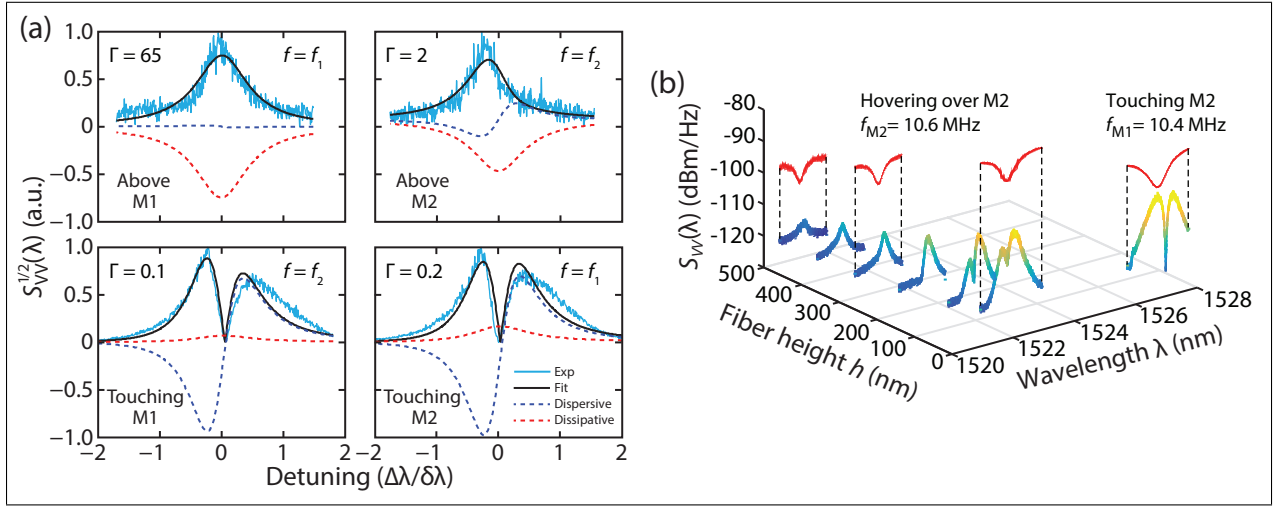 (a)
S_VV^1/2(λ) (a.u.)
1.0
0.5
0
−0.5
−1.0
Γ = 65
f = f₁
Above
M1
Γ = 2
f = f₂
Above
M2
1.0
0.5
0
−0.5
−1.0
Γ = 0.1
f = f₂
Touching
M1
Γ = 0.2
f = f₁
Touching
M2
Exp
Fit
Dispersive
Dissipative
−2 −1 0 1 2
−2 −1 0 1 2
Detuning (Δλ/δλ)
(b)
Hovering over M2
f_M2 = 10.6 MHz
Touching M2
f_M1 = 10.4 MHz
S_VV(λ) (dBm/Hz)
-80
-90
-100
-110
-120
500
400
300
200
100
0
Fiber height h (nm)
1520
1522
1524
1526
1528
Wavelength λ (nm)